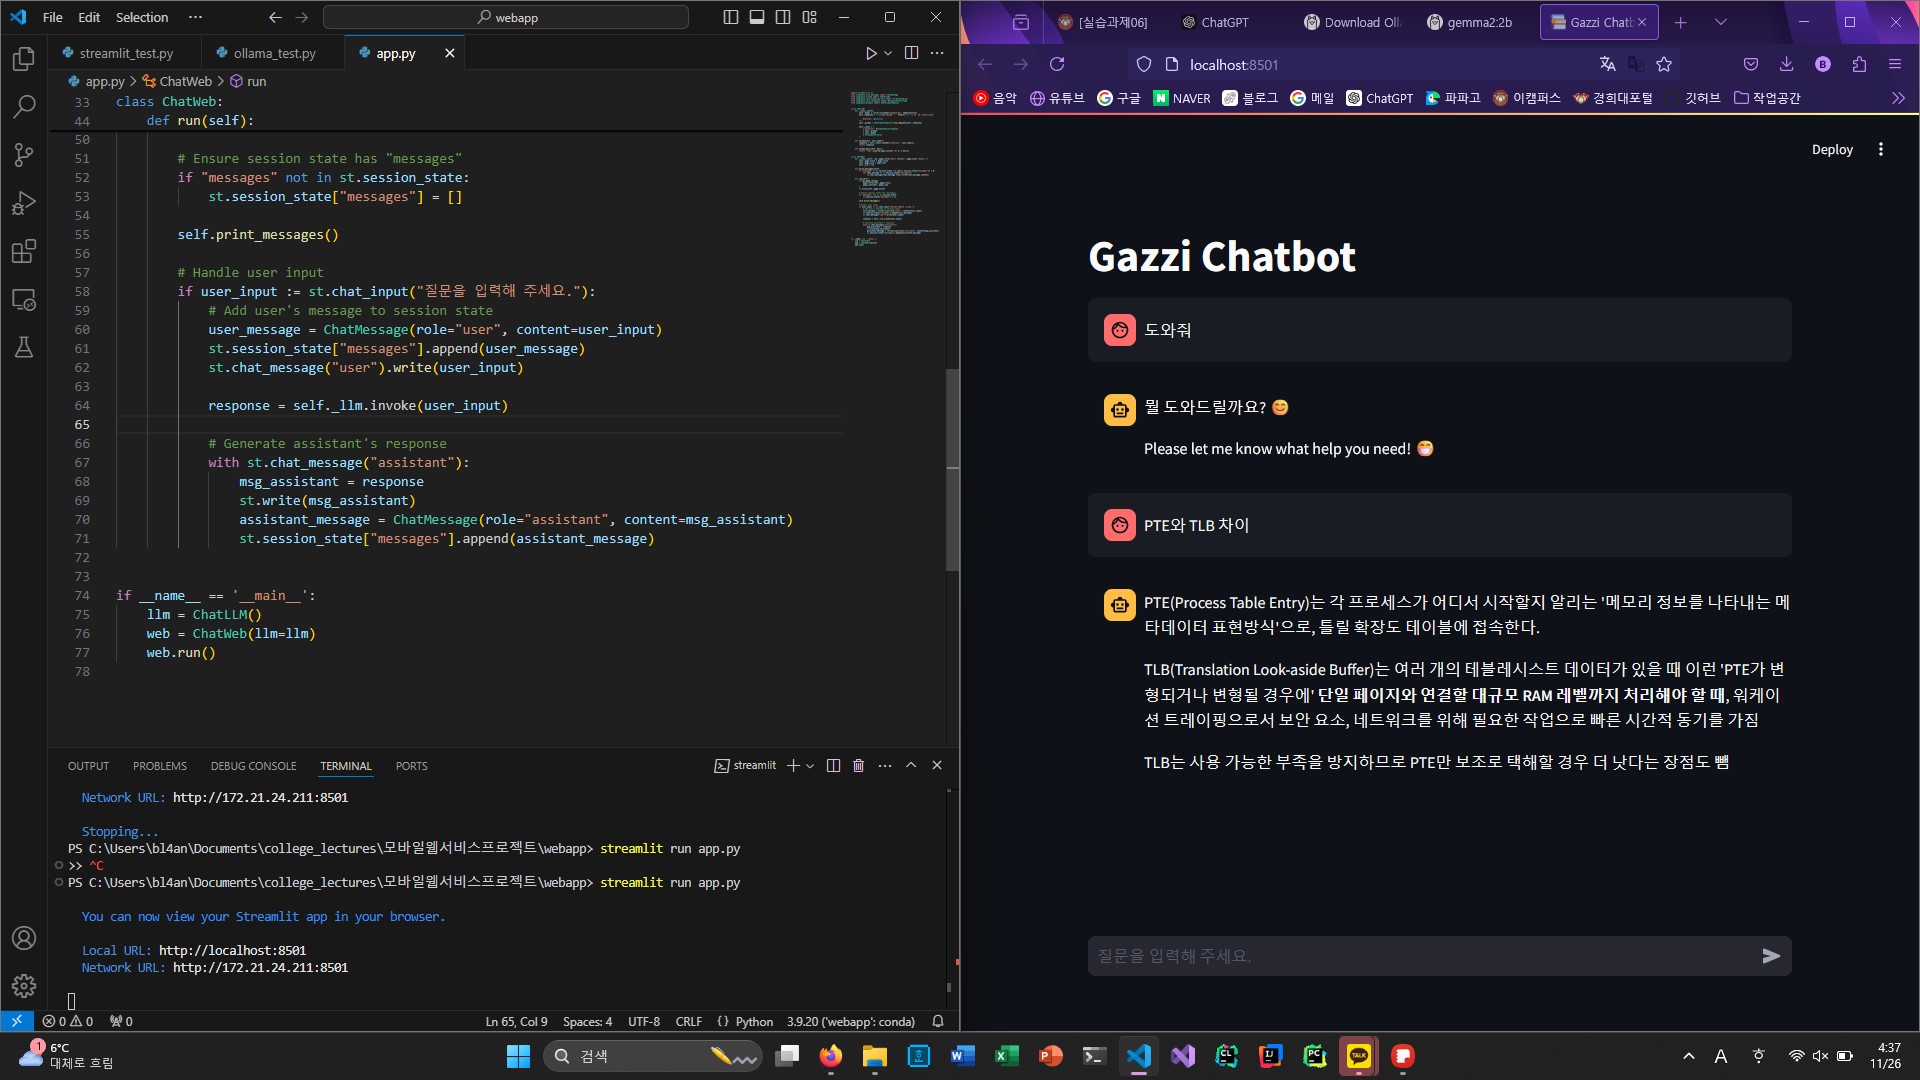 File Edit Selection ··· webapp
streamlit_test.py ollama_test.py app.py
app.py > ChatWeb > run
33 class ChatWeb:
44 def run(self):
50
51 # Ensure session state has "messages"
52 if "messages" not in st.session_state:
53 st.session_state["messages"] = []
54
55 self.print_messages()
56
57 # Handle user input
58 if user_input := st.chat_input("질문을 입력해 주세요."):
59 # Add user's message to session state
60 user_message = ChatMessage(role="user", content=user_input)
61 st.session_state["messages"].append(user_message)
62 st.chat_message("user").write(user_input)
63
64 response = self._llm.invoke(user_input)
65
66 # Generate assistant's response
67 with st.chat_message("assistant"):
68 msg_assistant = response
69 st.write(msg_assistant)
70 assistant_message = ChatMessage(role="assistant", content=msg_assistant)
71 st.session_state["messages"].append(assistant_message)
72
73
74 if __name__ == '__main__':
75 llm = ChatLLM()
76 web = ChatWeb(llm=llm)
77 web.run()
78
OUTPUT PROBLEMS DEBUG CONSOLE TERMINAL PORTS streamlit
Network URL: http://172.21.24.211:8501
Stopping...
PS C:\Users\bl4an\Documents\college_lectures\모바일웹서비스프로젝트\webapp> streamlit run app.py
>> ^C
PS C:\Users\bl4an\Documents\college_lectures\모바일웹서비스프로젝트\webapp> streamlit run app.py
You can now view your Streamlit app in your browser.
Local URL: http://localhost:8501
Network URL: http://172.21.24.211:8501
0 0 0 Ln 65, Col 9 Spaces: 4 UTF-8 CRLF {} Python 3.9.20 ('webapp': conda)
[실습과제06] ChatGPT Download Oll gemma2:2b Gazzi Chatb
localhost:8501
음악 유튜브 구글 NAVER 블로그 메일 ChatGPT 파파고 이캠퍼스 경희대포털 깃허브 작업공간
Deploy
Gazzi Chatbot
도와줘
뭘 도와드릴까요? 😊
Please let me know what help you need! 😁
PTE와 TLB 차이
PTE(Process Table Entry)는 각 프로세스가 어디서 시작할지 알리는 '메모리 정보를 나타내는 메
타데이터 표현방식'으로, 틀릴 확장도 테이블에 접속한다.
TLB(Translation Look-aside Buffer)는 여러 개의 테블레시스트 데이터가 있을 때 이런 'PTE가 변
형되거나 변형될 경우에' 단일 페이지와 연결할 대규모 RAM 레벨까지 처리해야 할 때, 워케이
션 트레이핑으로서 보안 요소, 네트워크를 위해 필요한 작업으로 빠른 시간적 동기를 가짐
TLB는 사용 가능한 부족을 방지하므로 PTE만 보조로 택해할 경우 더 낫다는 장점도 뺌
질문을 입력해 주세요.
1 6°C
대체로 흐림
검색
A
4:37
11/26